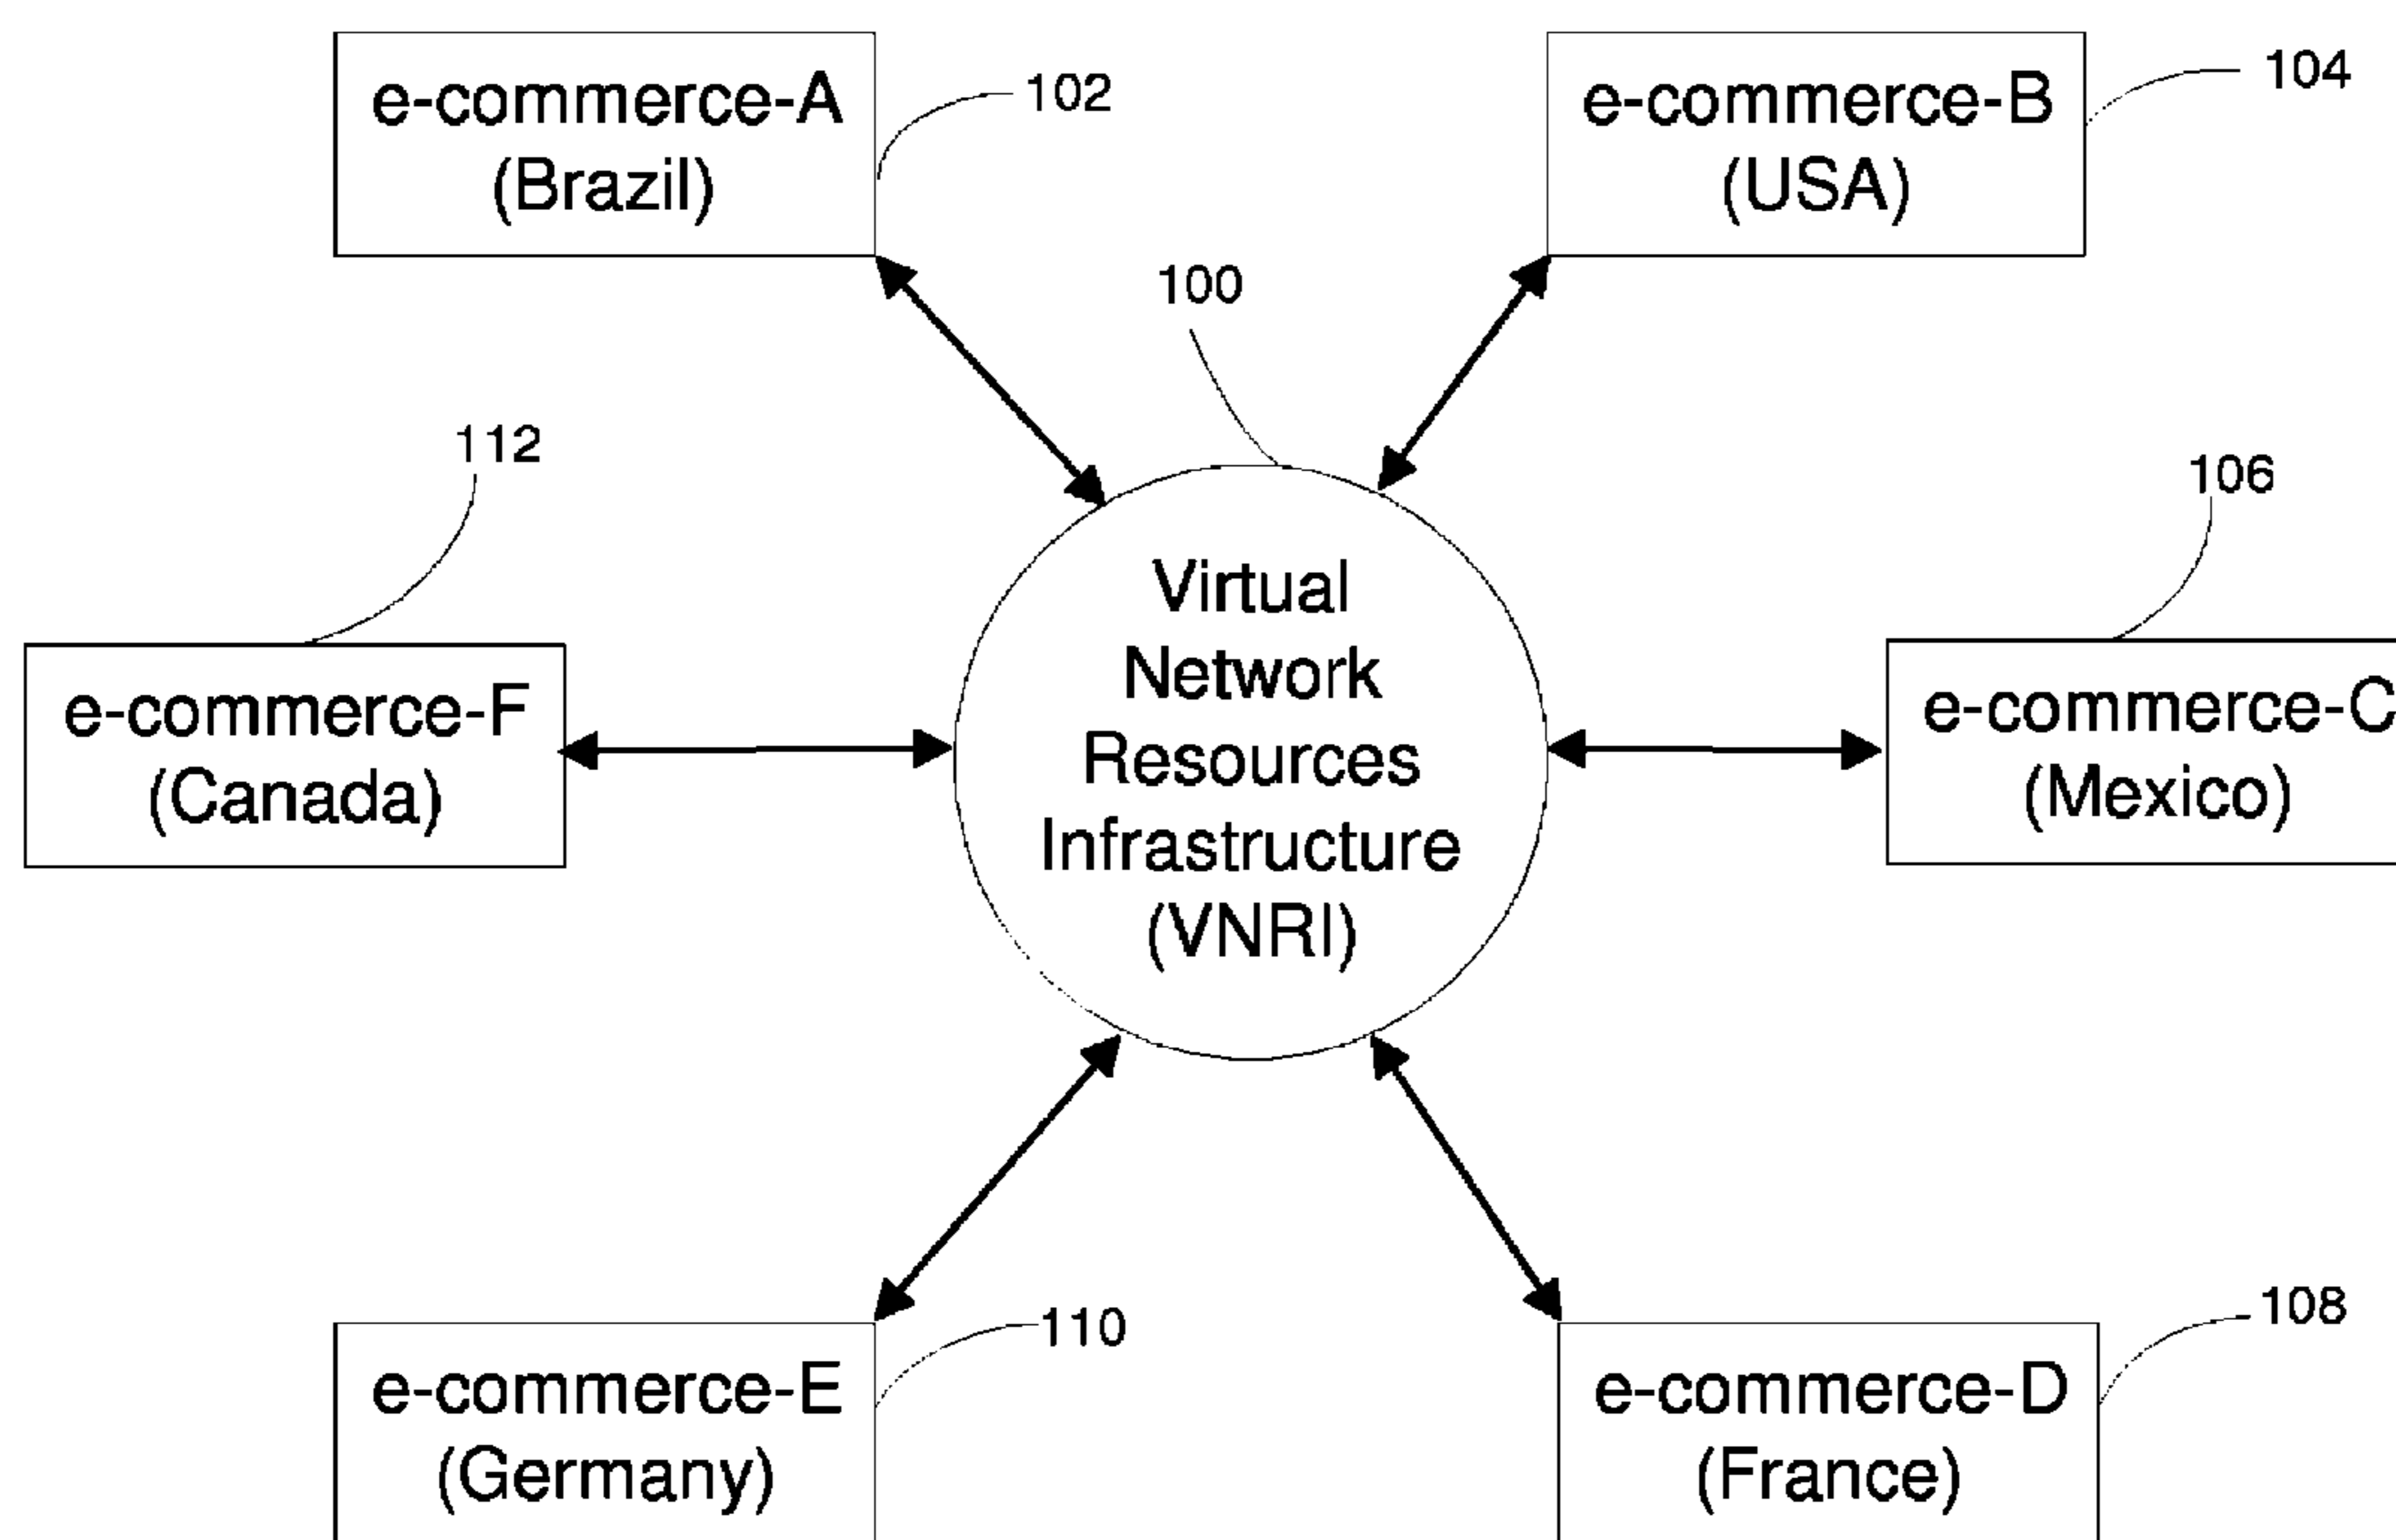 e-commerce-A
(Brazil)
102
e-commerce-B
(USA)
104
100
112
106
e-commerce-F
(Canada)
Virtual
Network
Resources
Infrastructure
(VNRI)
e-commerce-C
(Mexico)
e-commerce-E
(Germany)
110
e-commerce-D
(France)
108